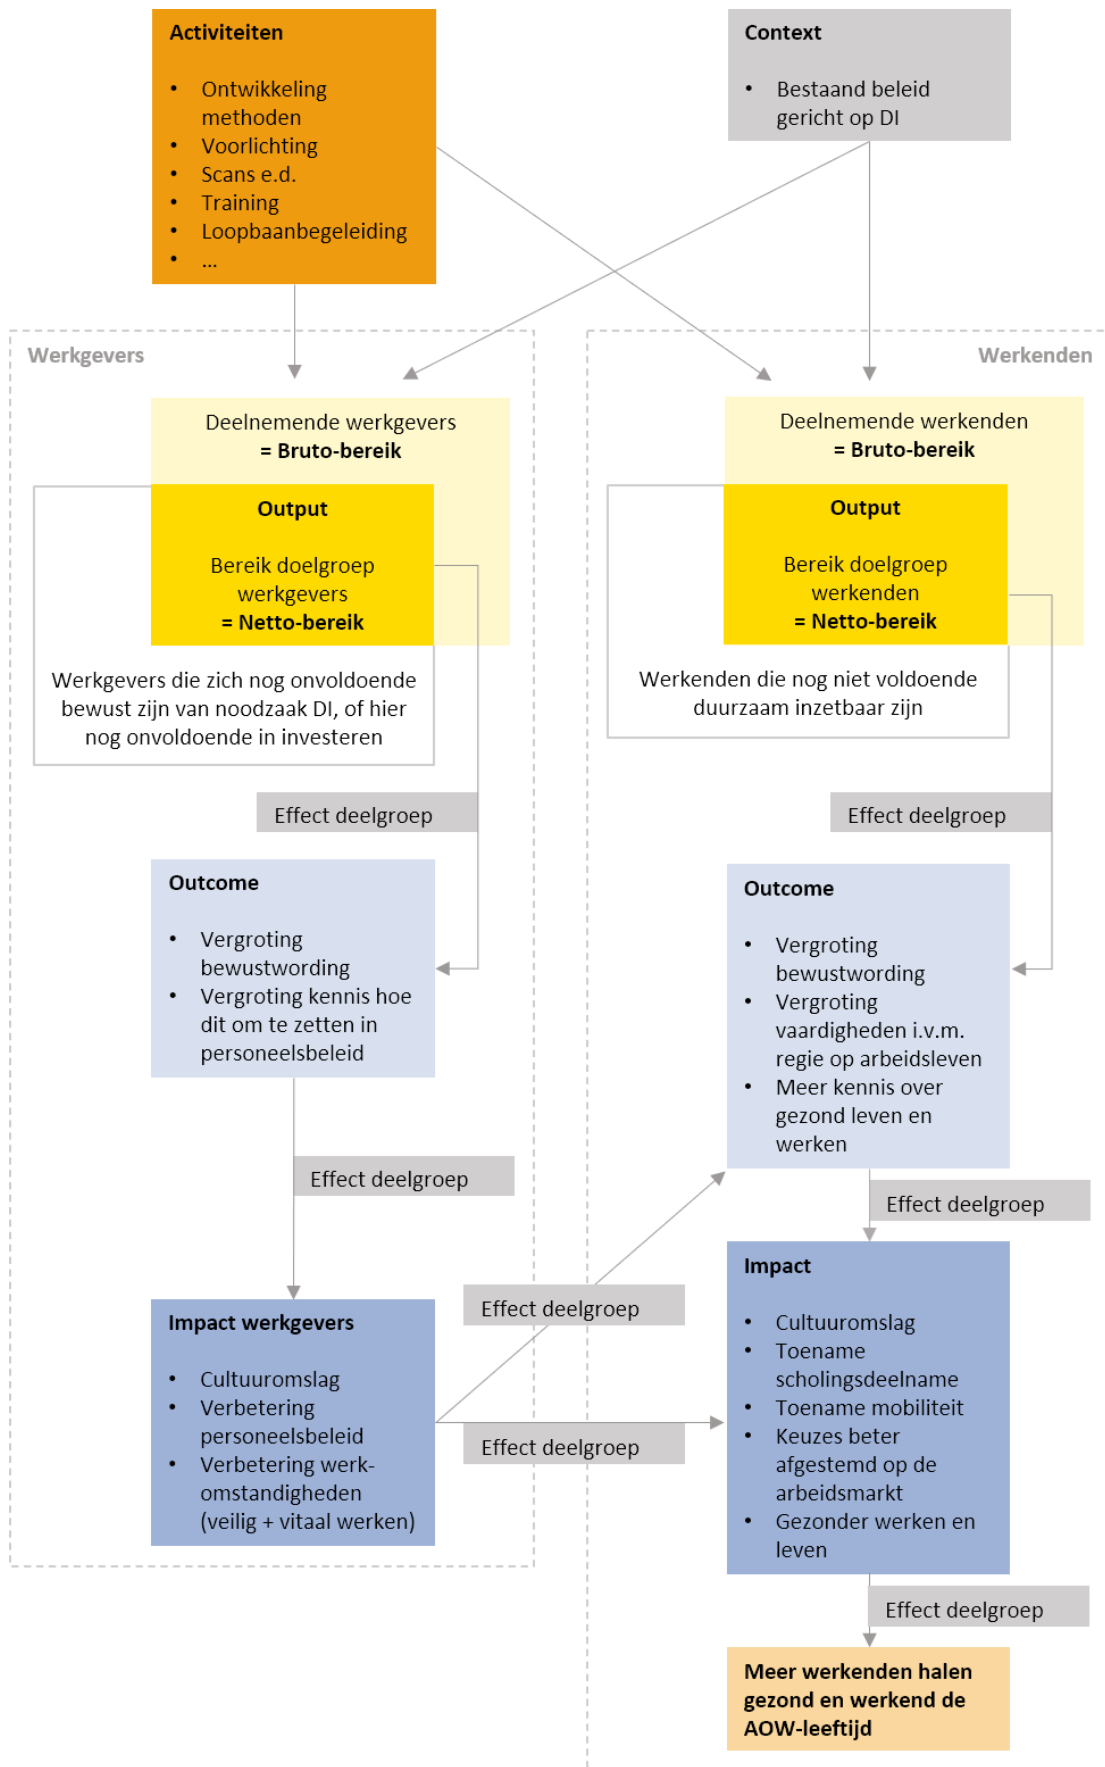 Activiteiten
• Ontwikkeling
methoden
• Voorlichting
• Scans e.d.
• Training
• Loopbaanbegeleiding
• ...
Context
• Bestaand beleid
gericht op DI
Werkgevers
Deelnemende werkgevers
= Bruto-bereik
Output
Bereik doelgroep
werkgevers
= Netto-bereik
Werkgevers die zich nog onvoldoende
bewust zijn van noodzaak DI, of hier
nog onvoldoende in investeren
Effect deelgroep
Outcome
• Vergroting
bewustwording
• Vergroting kennis hoe
dit om te zetten in
personeelsbeleid
Effect deelgroep
Impact werkgevers
• Cultuuromslag
• Verbetering
personeelsbeleid
• Verbetering werk-
omstandigheden
(veilig + vitaal werken)
Effect deelgroep
Effect deelgroep
Werkenden
Deelnemende werkenden
= Bruto-bereik
Output
Bereik doelgroep
werkenden
= Netto-bereik
Werkenden die nog niet voldoende
duurzaam inzetbaar zijn
Effect deelgroep
Outcome
• Vergroting
bewustwording
• Vergroting
vaardigheden i.v.m.
regie op arbeidsleven
• Meer kennis over
gezond leven en
werken
Effect deelgroep
Impact
• Cultuuromslag
• Toename
scholingsdeelname
• Toename mobiliteit
• Keuzes beter
afgestemd op de
arbeidsmarkt
• Gezonder werken en
leven
Effect deelgroep
Meer werkenden halen
gezond en werkend de
AOW-leeftijd